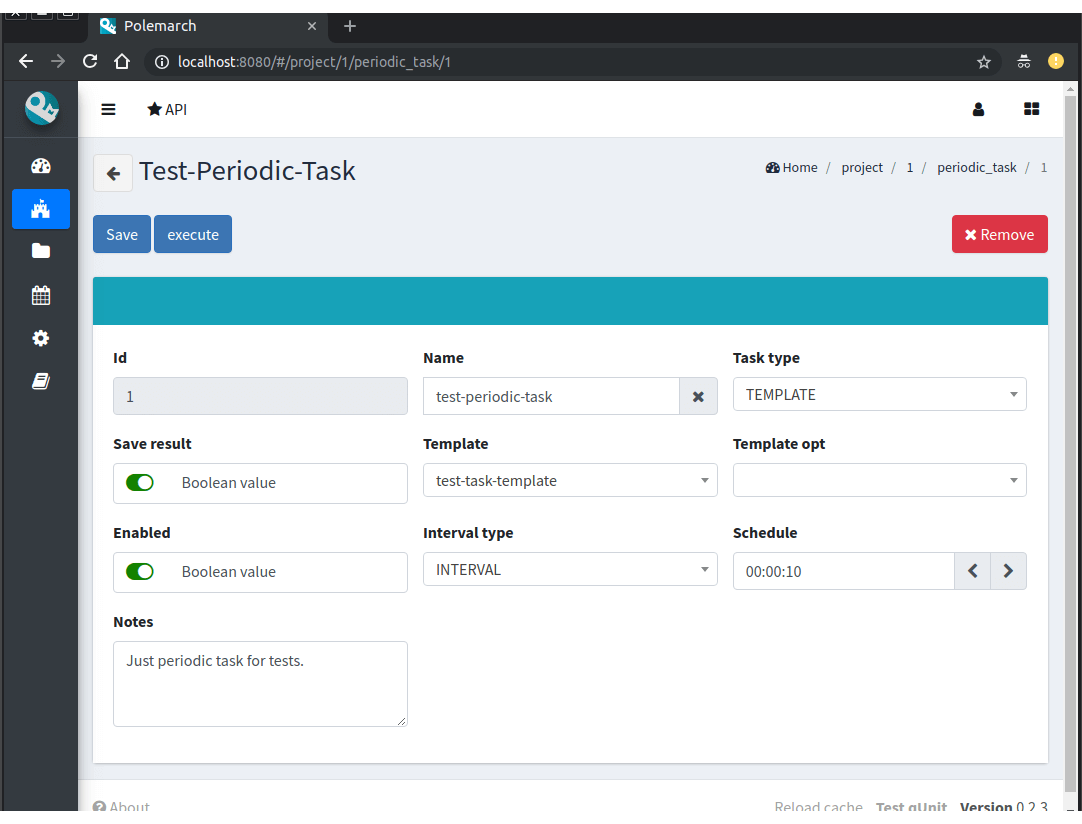 Polemarch
localhost:8080/#/project/1/periodic_task/1
API
Test-Periodic-Task
Home / project / 1 / periodic_task / 1
Save execute Remove
Id Name Task type
1 test-periodic-task TEMPLATE
Save result Template Template opt
Boolean value test-task-template
Enabled Interval type Schedule
Boolean value INTERVAL 00:00:10
Notes
Just periodic task for tests.
About Reload cache Test qUnit Version 0.2.3